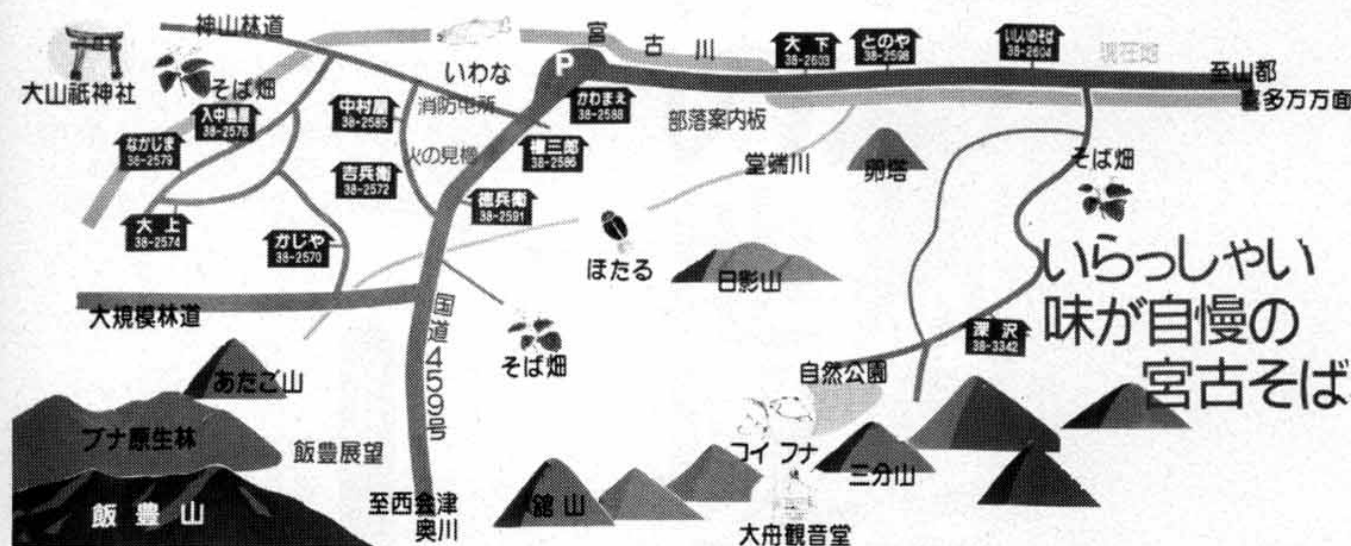 神山林道
大山祇神社
そば畑
いわな
宮古川
P
大下
38-2603
とのや
38-2598
いしいのそば
38-2604
現在地
至山都
喜多方方面
入中島屋
38-2576
なかじま
38-2579
中村屋
38-2585
消防屯所
かわまえ
38-2588
部落案内板
火の見櫓
権三郎
38-2586
堂端川
卵塔
そば畑
吉兵衛
38-2572
徳兵衛
38-2591
大上
38-2574
かじや
38-2570
ほたる
日影山
いらっしゃい
味が自慢の
宮古そば
大規模林道
国道459号
そば畑
深沢
38-3342
自然公園
あたご山
ブナ原生林
飯豊展望
コイ フナ
三分山
飯豊山
至西会津
奥川
舘山
大舟観音堂